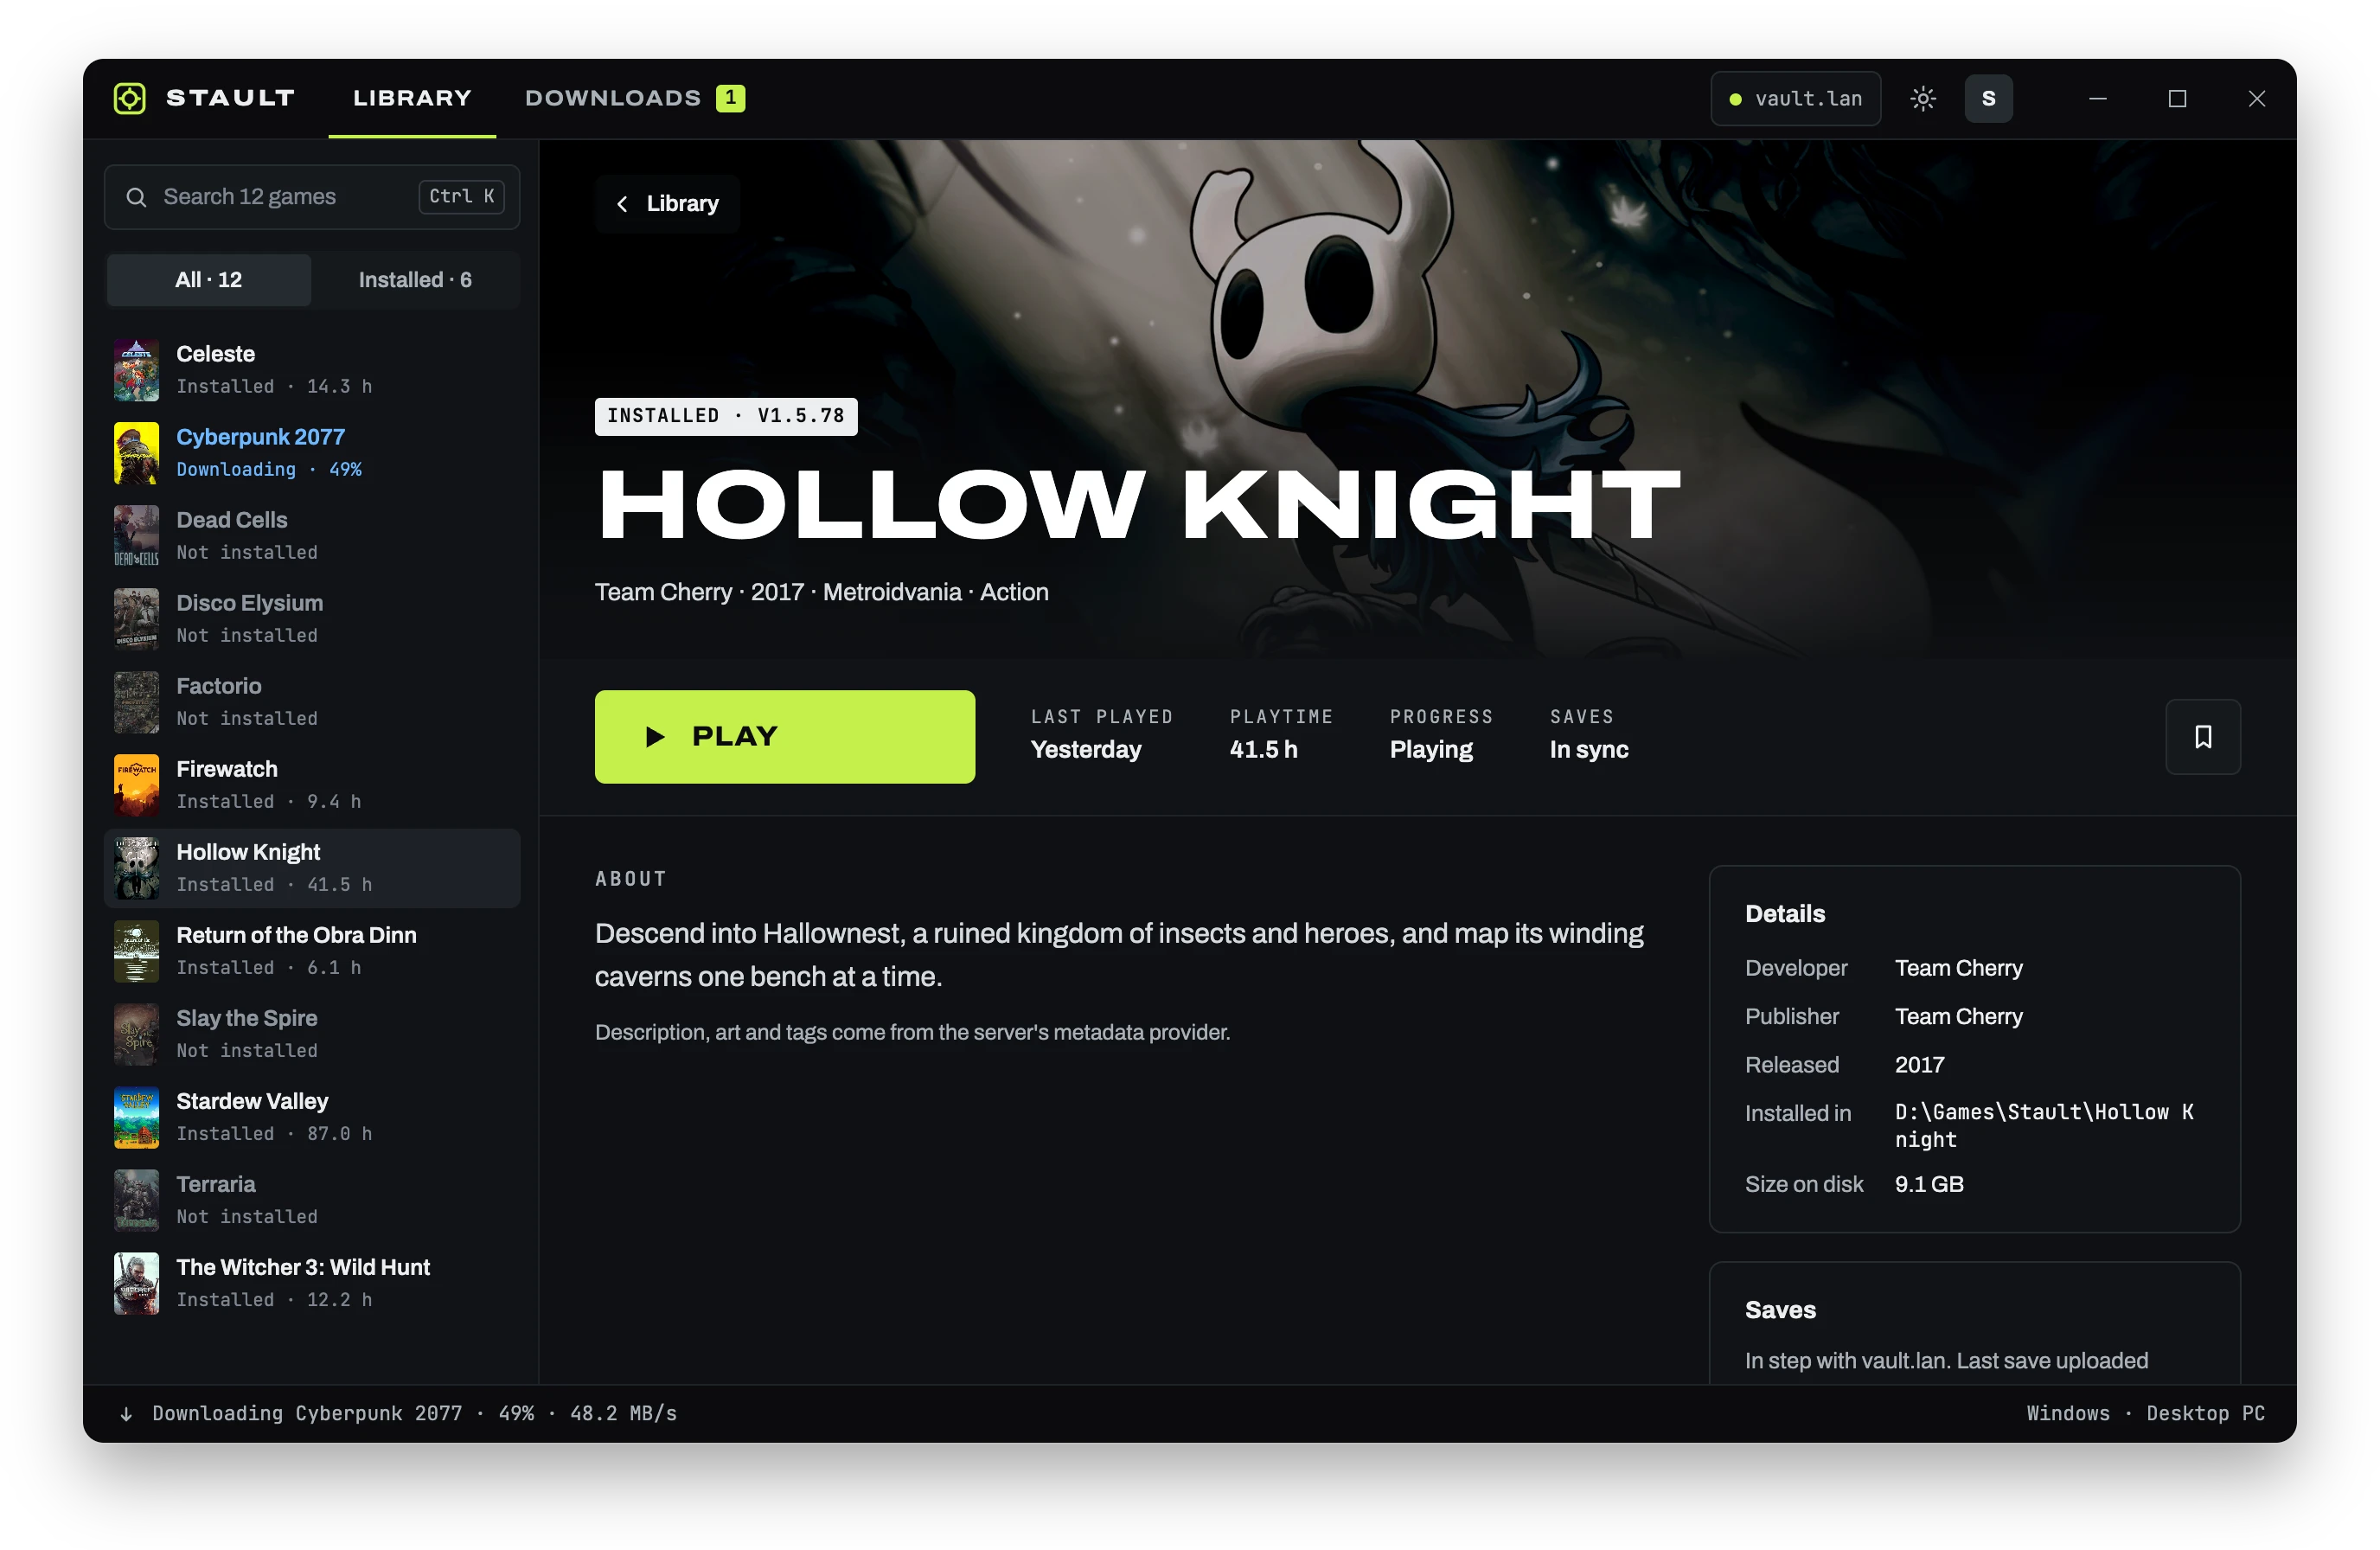 STAULT
LIBRARY
DOWNLOADS 1
vault.lan
S
Search 12 games
Ctrl K
All · 12
Installed · 6
Celeste
Installed · 14.3 h
Cyberpunk 2077
Downloading · 49%
Dead Cells
Not installed
Disco Elysium
Not installed
Factorio
Not installed
Firewatch
Installed · 9.4 h
Hollow Knight
Installed · 41.5 h
Return of the Obra Dinn
Installed · 6.1 h
Slay the Spire
Not installed
Stardew Valley
Installed · 87.0 h
Terraria
Not installed
The Witcher 3: Wild Hunt
Installed · 12.2 h
Library
INSTALLED · V1.5.78
HOLLOW KNIGHT
Team Cherry · 2017 · Metroidvania · Action
PLAY
LAST PLAYED
Yesterday
PLAYTIME
41.5 h
PROGRESS
Playing
SAVES
In sync
ABOUT
Descend into Hallownest, a ruined kingdom of insects and heroes, and map its winding
caverns one bench at a time.
Description, art and tags come from the server's metadata provider.
Details
Developer Team Cherry
Publisher Team Cherry
Released 2017
Installed in D:\Games\Stault\Hollow K
night
Size on disk 9.1 GB
Saves
In step with vault.lan. Last save uploaded
Downloading Cyberpunk 2077 · 49% · 48.2 MB/s
Windows · Desktop PC